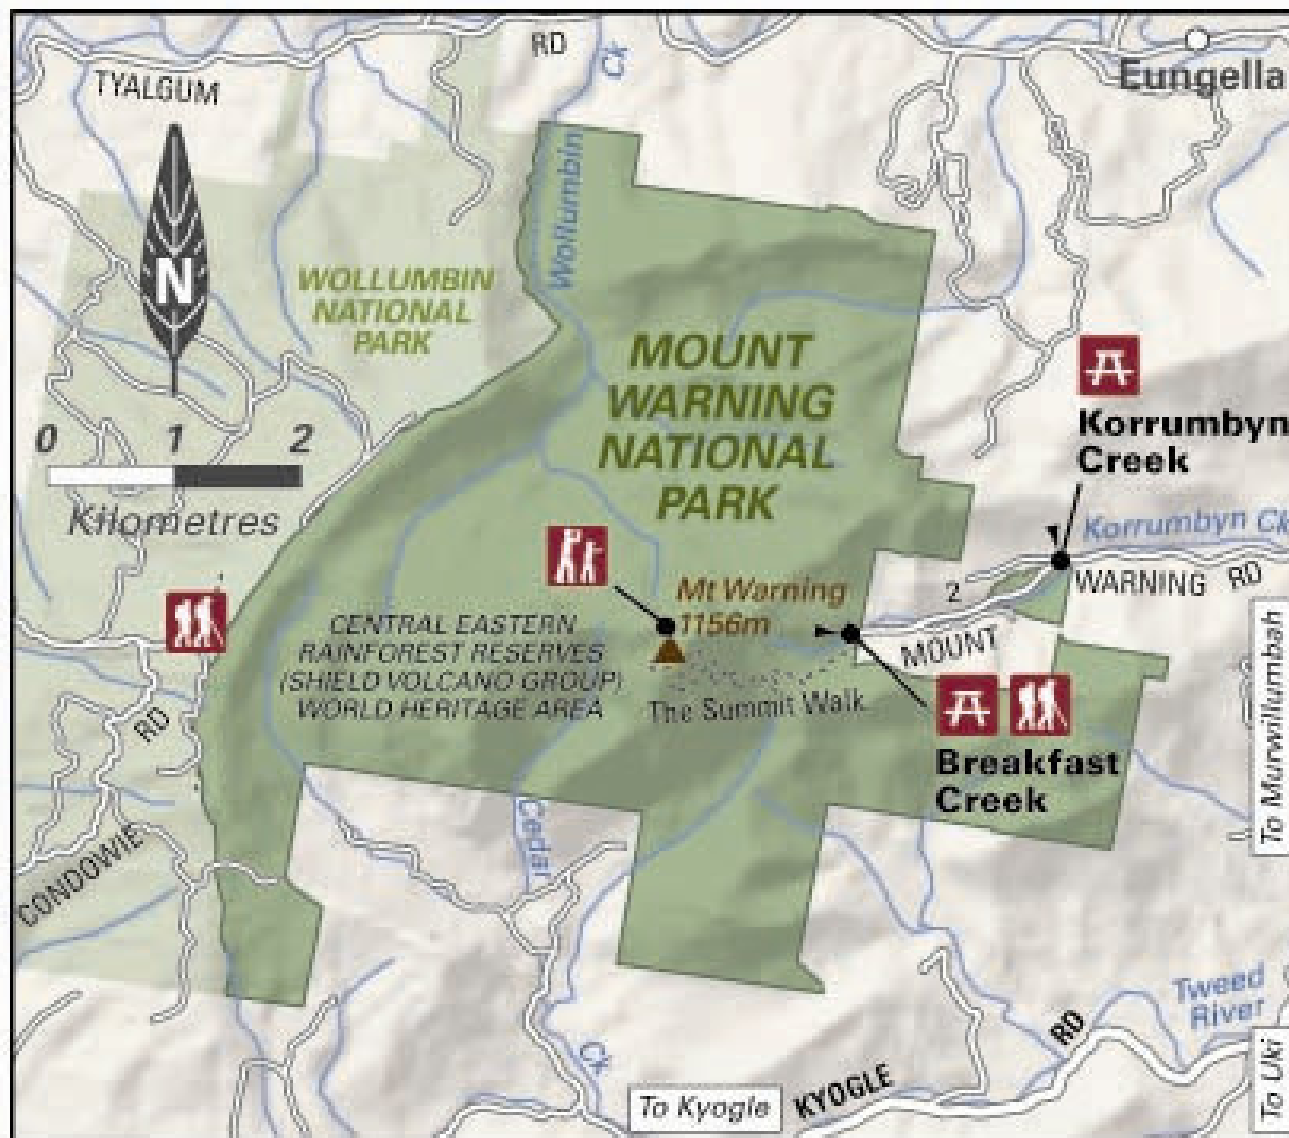 RD
Ck
TYALGUM
Eungella
Wollumbin
N
WOLLUMBIN
NATIONAL
PARK
MOUNT
WARNING
NATIONAL
PARK
0 1 2
Kilometres
Korrumbyn
Creek
Korrumbyn Ck
WARNING RD
2
MOUNT
Mt Warning
1156m
CENTRAL EASTERN
RAINFOREST RESERVES
(SHIELD VOLCANO GROUP)
WORLD HERITAGE AREA
The Summit Walk
To Murwillumbah
RD
Breakfast
Creek
CONDOWIE
Cedar
Ck
Tweed
River
RD
KYOGLE
To Kyogle
To Uki